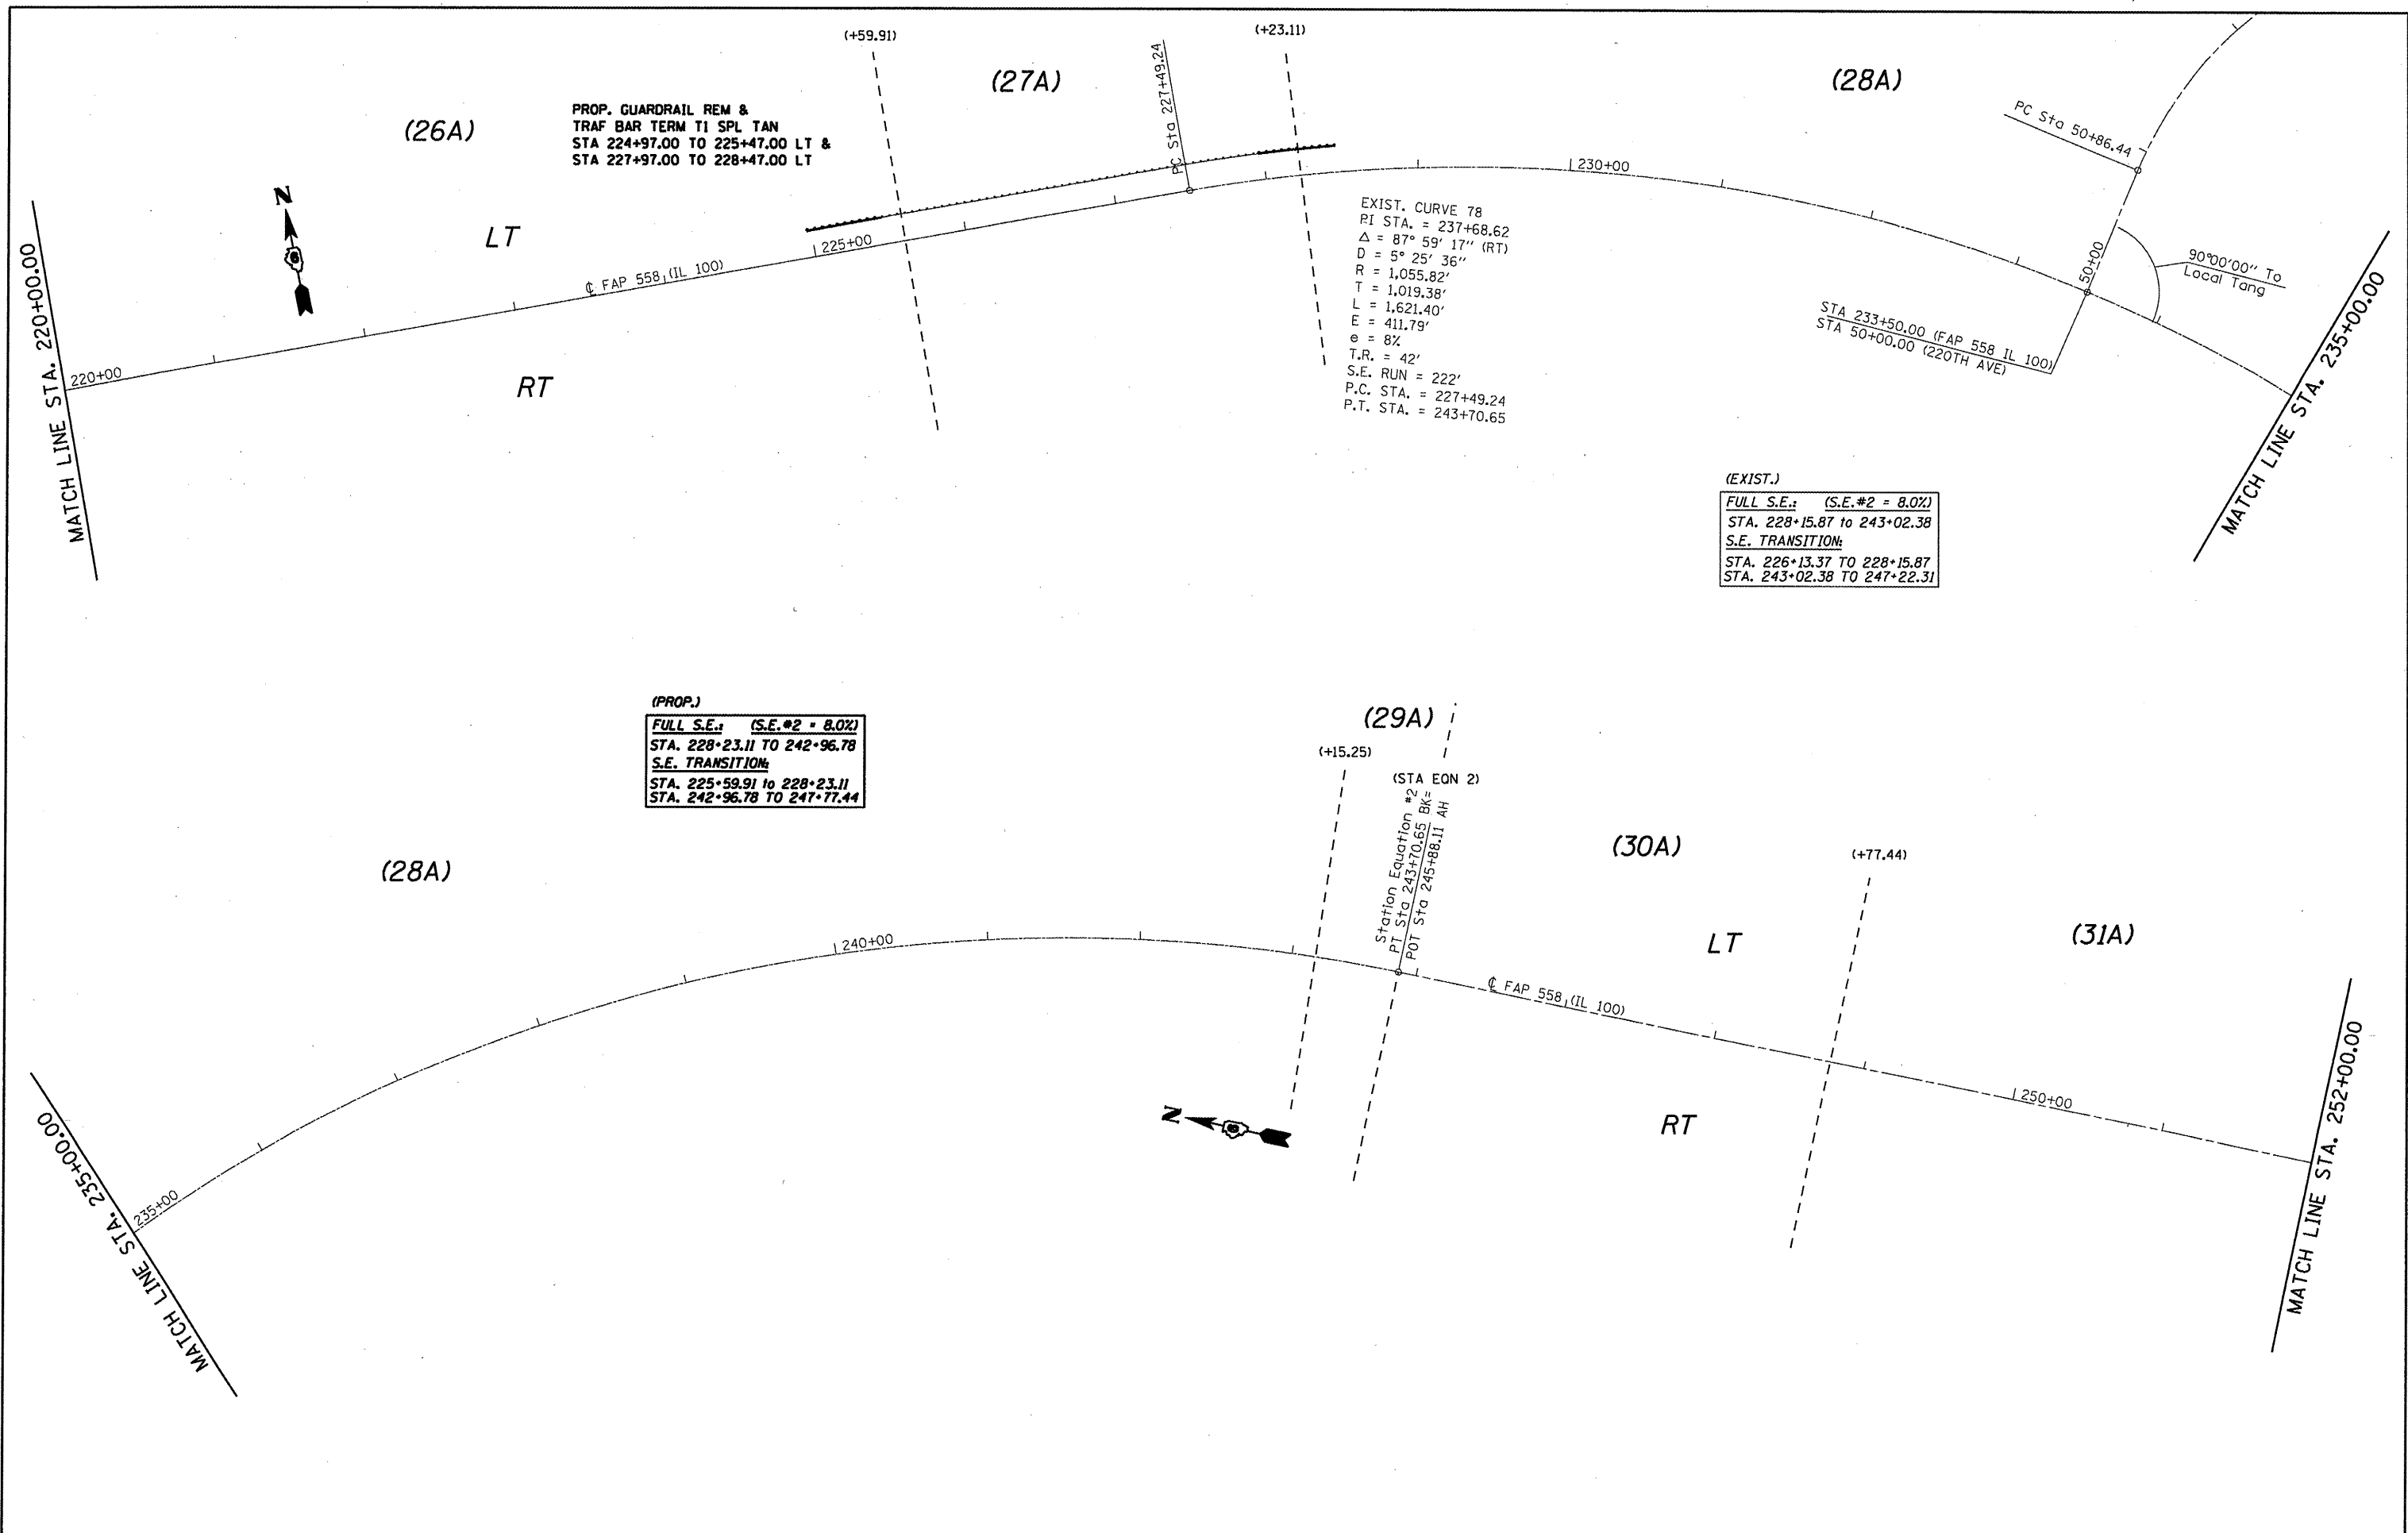 (+59.91)
(+23.11)
(26A)
(27A)
(28A)
PROP. GUARDRAIL REM &
TRAF BAR TERM T1 SPL TAN
STA 224+97.00 TO 225+47.00 LT &
STA 227+97.00 TO 228+47.00 LT
PC Sta 227+49.24
PC Sta 50+86.44
N
6
LT
RT
MATCH LINE STA. 220+00.00
220+00
℄ FAP 558 (IL 100)
225+00
230+00
EXIST. CURVE 78
PI STA. = 237+68.62
Δ = 87° 59' 17" (RT)
D = 5° 25' 36"
R = 1,055.82'
T = 1,019.38'
L = 1,621.40'
E = 411.79'
e = 8%
T.R. = 42'
S.E. RUN = 222'
P.C. STA. = 227+49.24
P.T. STA. = 243+70.65
50+00
90°00'00" To
Local Tang
STA 233+50.00 (FAP 558 IL 100)
STA 50+00.00 (220TH AVE)
MATCH LINE STA. 235+00.00
(EXIST.)
FULL S.E.: (S.E.#2 = 8.0%)
STA. 228+15.87 to 243+02.38
S.E. TRANSITION:
STA. 226+13.37 TO 228+15.87
STA. 243+02.38 TO 247+22.31
(PROP.)
FULL S.E.: (S.E.#2 = 8.0%)
STA. 228+23.11 TO 242+96.78
S.E. TRANSITION:
STA. 225+59.91 to 228+23.11
STA. 242+96.78 TO 247+77.44
(28A)
(29A)
(+15.25)
(STA EQN 2)
Station Equation #2
PT Sta 243+70.65 BK=
POT Sta 245+88.11 AH
(30A)
(+77.44)
(31A)
LT
RT
240+00
℄ FAP 558 (IL 100)
250+00
N
6
235+00
MATCH LINE STA. 235+00.00
MATCH LINE STA. 252+00.00